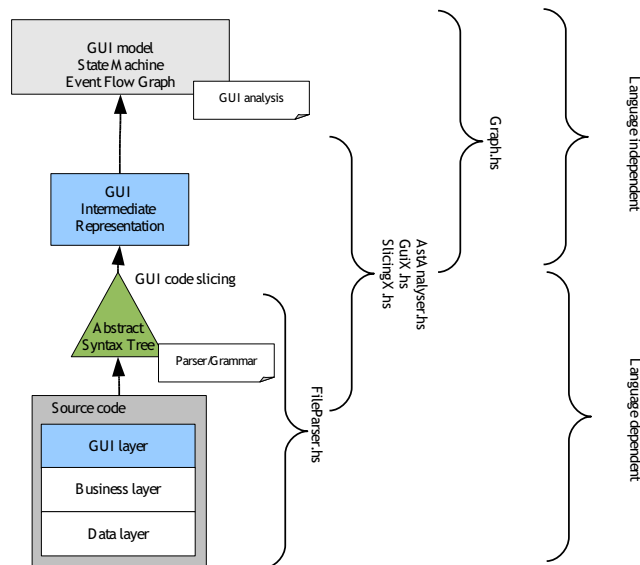 GUI model
State Machine
Event Flow Graph
GUI analysis
GUI
Intermediate
Representation
GUI code slicing
Abstract
Syntax Tree
Parser/Grammar
Source code
GUI layer
Business layer
Data layer
FileParser.hs
AstAnalyser.hs
GuiX.hs
SlicingX.hs
Graph.hs
Language independent
Language dependent